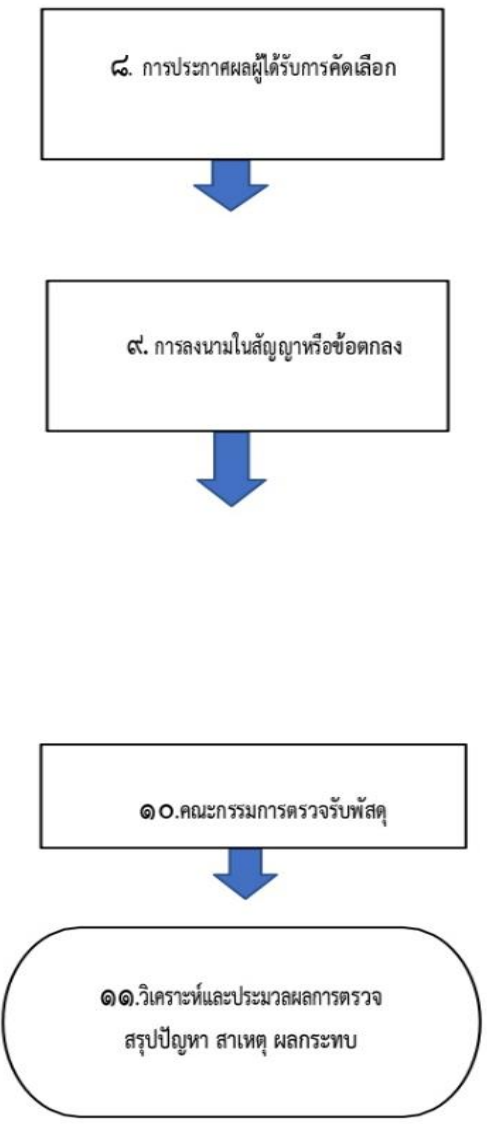 ๘. การประกาศผลผู้ได้รับการคัดเลือก
๙. การลงนามในสัญญาหรือข้อตกลง
๑๐.คณะกรรมการตรวจรับพัสดุ
๑๑.วิเคราะห์และประมวลผลการตรวจ
สรุปปัญหา สาเหตุ ผลกระทบ